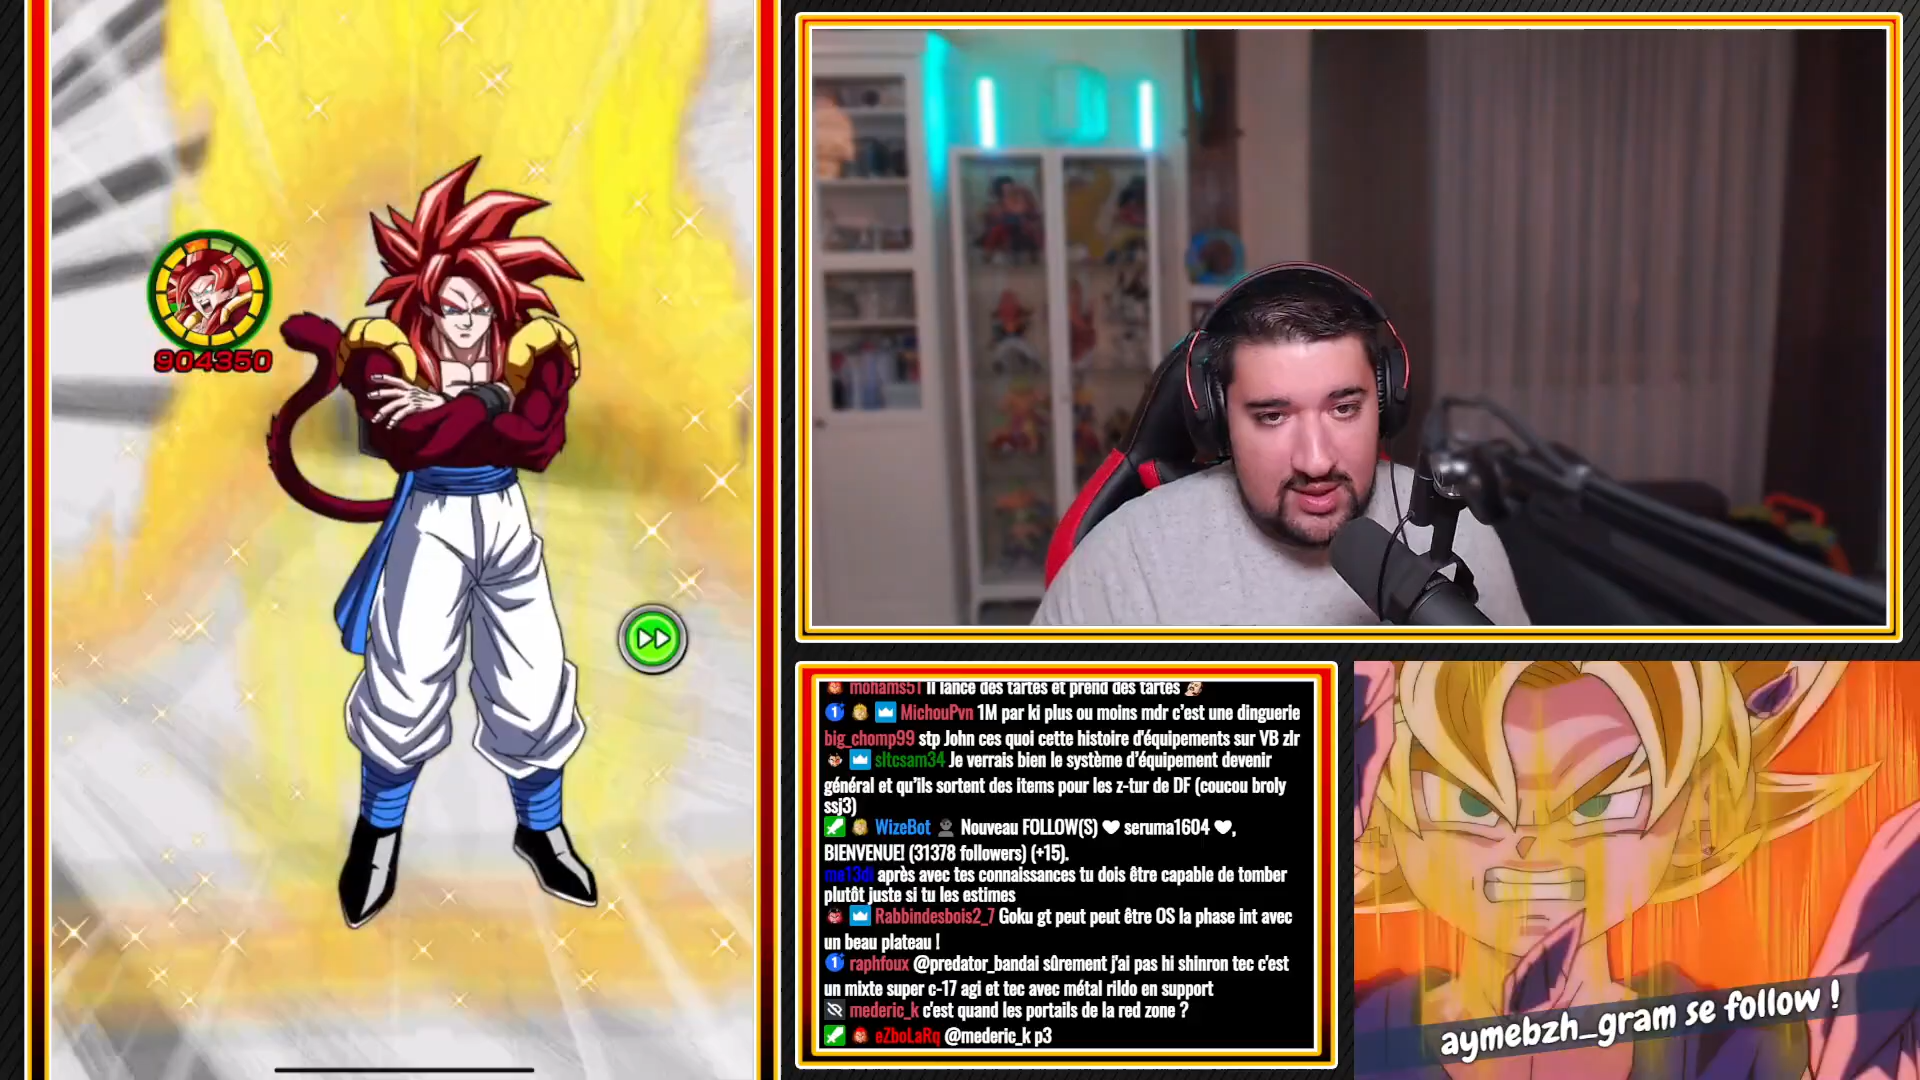 904350
mohams51 Il lance des tartes et prend des tartes
1 MichouPvn 1M par ki plus ou moins mdr c'est une dinguerie
big_chomp99 stp John ces quoi cette histoire d'équipements sur VB zlr
sltcsam34 Je verrais bien le système d'équipement devenir
général et qu'ils sortent des items pour les z-tur de DF (coucou broly
ssj3)
WizeBot Nouveau FOLLOW(S) ♥ seruma1604 ♥,
BIENVENUE! (31378 followers) (+15).
me13di après avec tes connaissances tu dois être capable de tomber
plutôt juste si tu les estimes
Rabbindesbois2_7 Goku gt peut peut être OS la phase int avec
un beau plateau !
1 raphfoux @predator_bandai sûrement j'ai pas hi shinron tec c'est
un mixte super c-17 agi et tec avec métal rildo en support
mederic_k c'est quand les portails de la red zone ?
eZboLaRq @mederic_k p3
aymebzh_gram se follow !